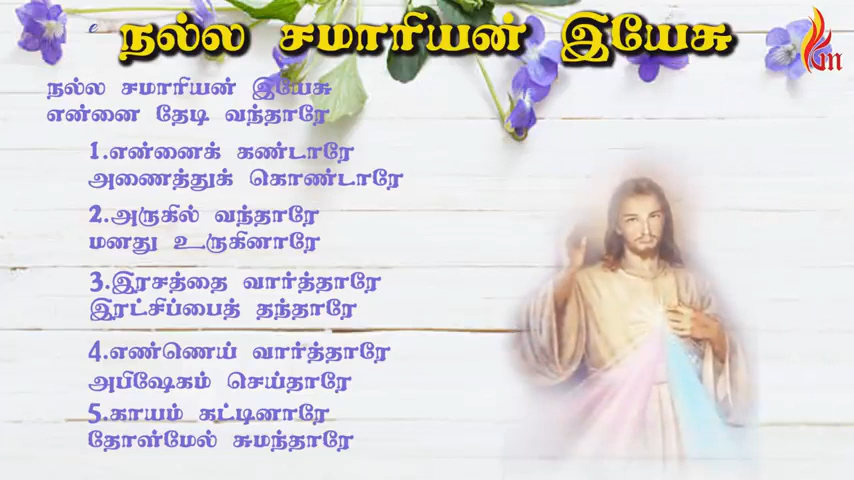 நல்ல சமாரியன் இயேசு
நல்ல சமாரியன் இயேசு
என்னை தேடி வந்தாரே
1.என்னைக் கண்டாரே
அணைத்துக் கொண்டாரே
2.அருகில் வந்தாரே
மனது உருகினாரே
3.இரசத்தை வார்த்தாரே
இரட்சிப்பைத் தந்தாரே
4.எண்ணெய் வார்த்தாரே
அபிஷேகம் செய்தாரே
5.காயம் கட்டினாரே
தோள்மேல் சுமந்தாரே